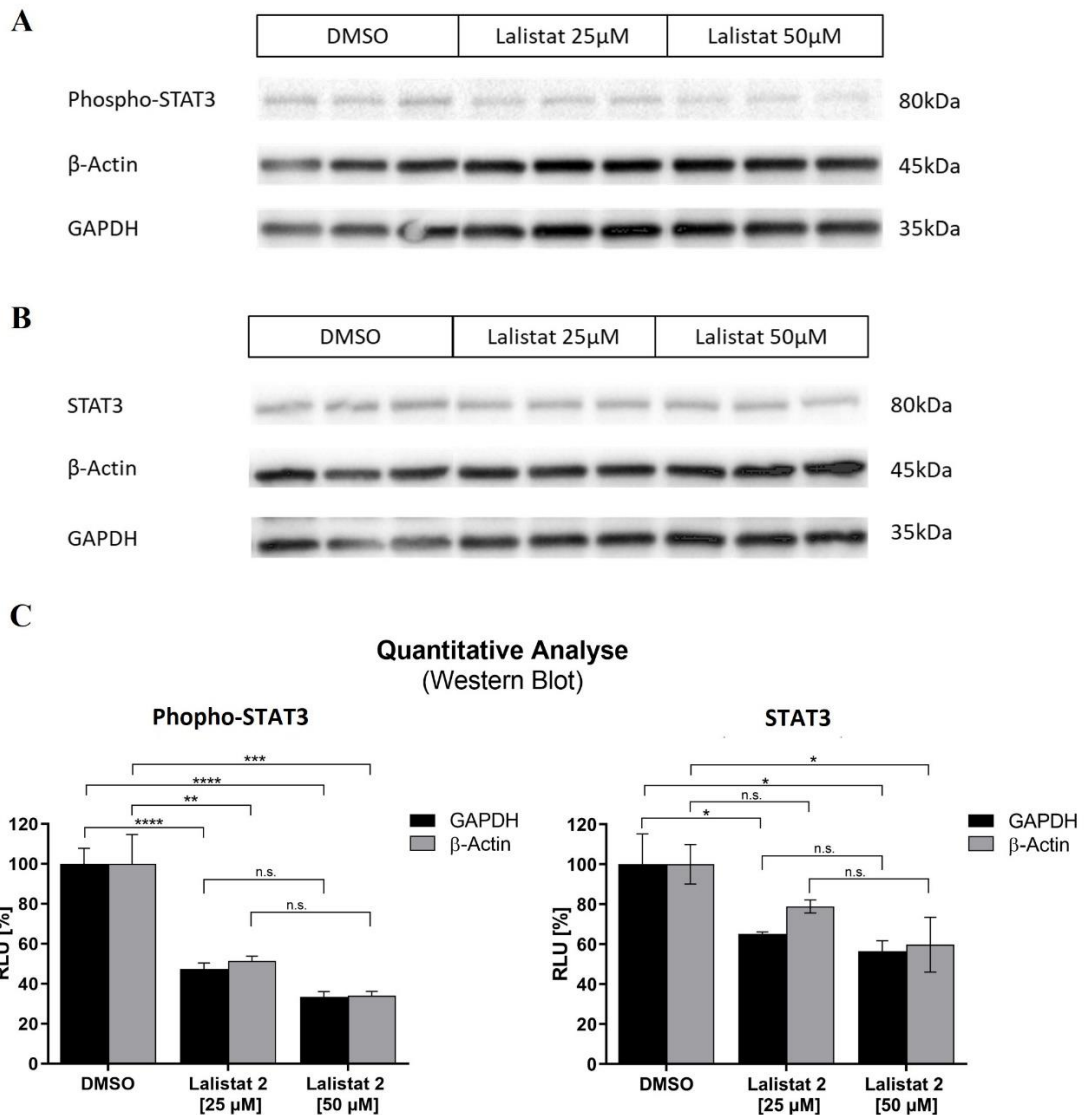 A
DMSO Lalistat 25μM Lalistat 50μM
Phospho-STAT3 80kDa
β-Actin 45kDa
GAPDH 35kDa
B
DMSO Lalistat 25μM Lalistat 50μM
STAT3 80kDa
β-Actin 45kDa
GAPDH 35kDa
C
Quantitative Analyse
(Western Blot)
Phopho-STAT3
***
****
**
****
n.s.
n.s.
GAPDH
β-Actin
RLU [%]
120
100
80
60
40
20
0
DMSO Lalistat 2 Lalistat 2
[25 μM] [50 μM]
STAT3
*
*
n.s.
*
n.s.
n.s.
GAPDH
β-Actin
RLU [%]
120
100
80
60
40
20
0
DMSO Lalistat 2 Lalistat 2
[25 μM] [50 μM]